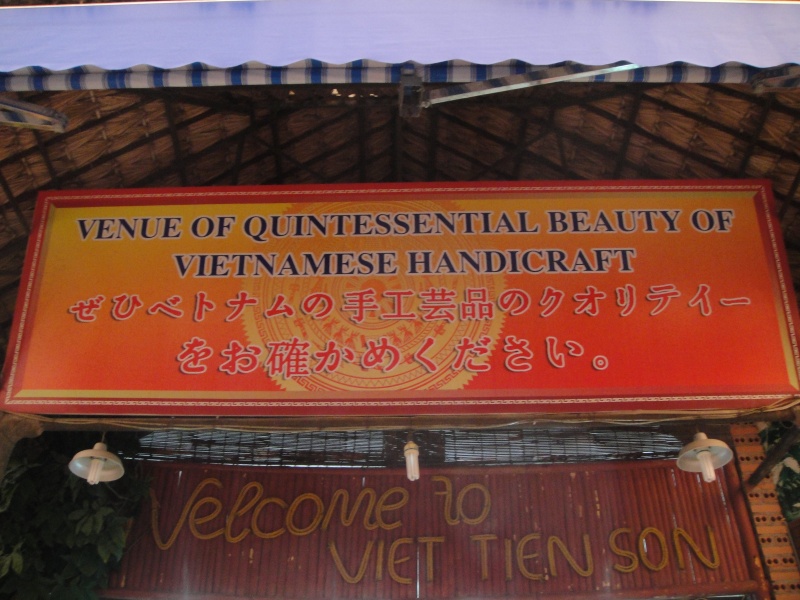 VENUE OF QUINTESSENTIAL BEAUTY OF
VIETNAMESE HANDICRAFT
ぜひベトナムの手工芸品のクオリテイー
をお確かめください。
Welcome to
VIET TIEN SON